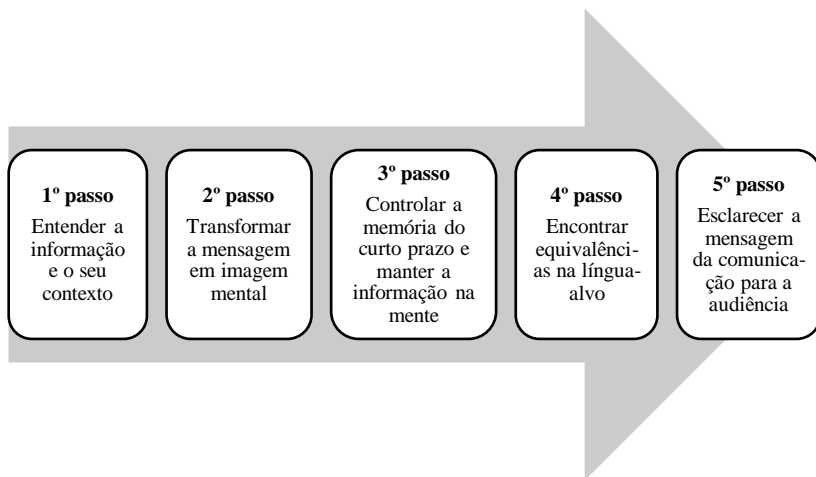 1º passo
Entender a
informação
e o seu
contexto
2º passo
Transformar
a mensagem
em imagem
mental
3º passo
Controlar a
memória do
curto prazo e
manter a
informação na
mente
4º passo
Encontrar
equivalênci-
as na língua-
alvo
5º passo
Esclarecer a
mensagem
da comunica-
ção para a
audiência